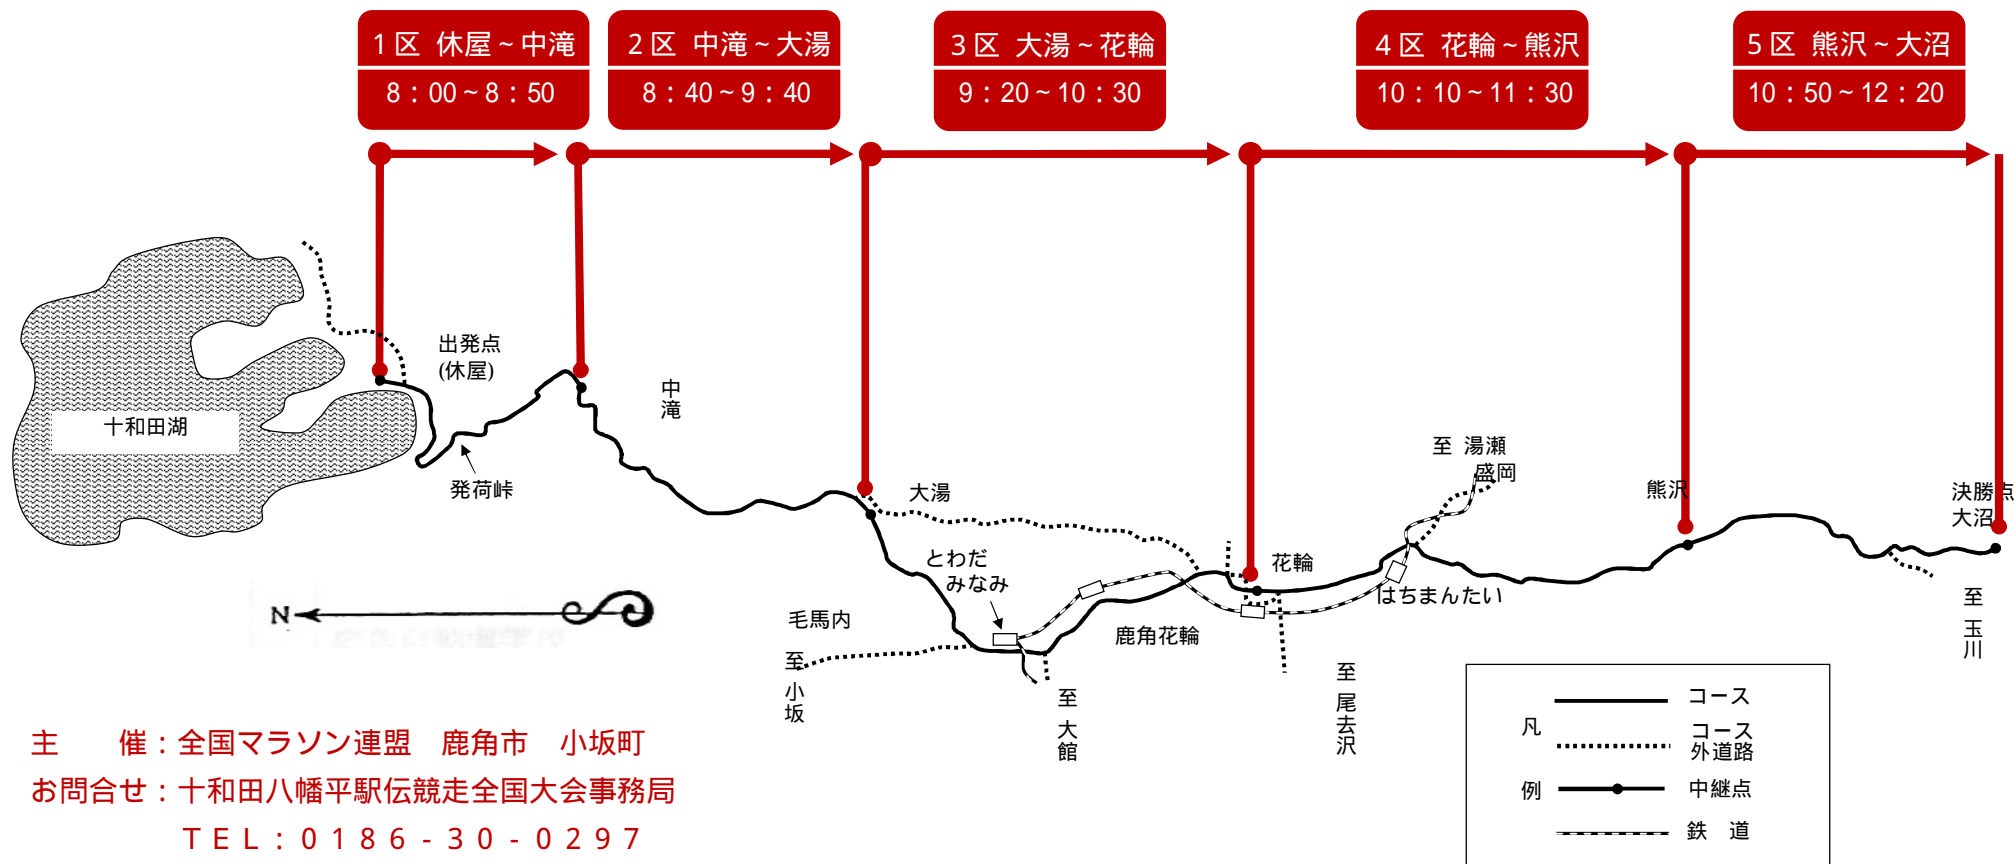 1区 休屋~中滝
8:00~8:50
2区 中滝~大湯
8:40~9:40
3区 大湯~花輪
9:20~10:30
4区 花輪~熊沢
10:10~11:30
5区 熊沢~大沼
10:50~12:20
出発点
(休屋)
中滝
十和田湖
発荷峠
大湯
至 湯瀬
盛岡
熊沢
決勝点
大沼
とわだ
みなみ
花輪
はちまんたい
毛馬内
鹿角花輪
至 小坂
至 大館
至 尾去沢
至 玉川
N
主 催:全国マラソン連盟 鹿角市 小坂町
お問合せ:十和田八幡平駅伝競走全国大会事務局
TEL:0186-30-0297
凡例
コース
コース
外道路
中継点
鉄 道